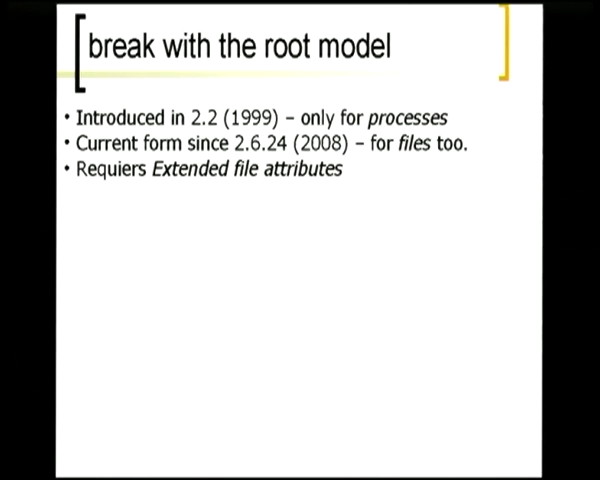 break with the root model
• Introduced in 2.2 (1999) – only for processes
• Current form since 2.6.24 (2008) – for files too.
• Requiers Extended file attributes